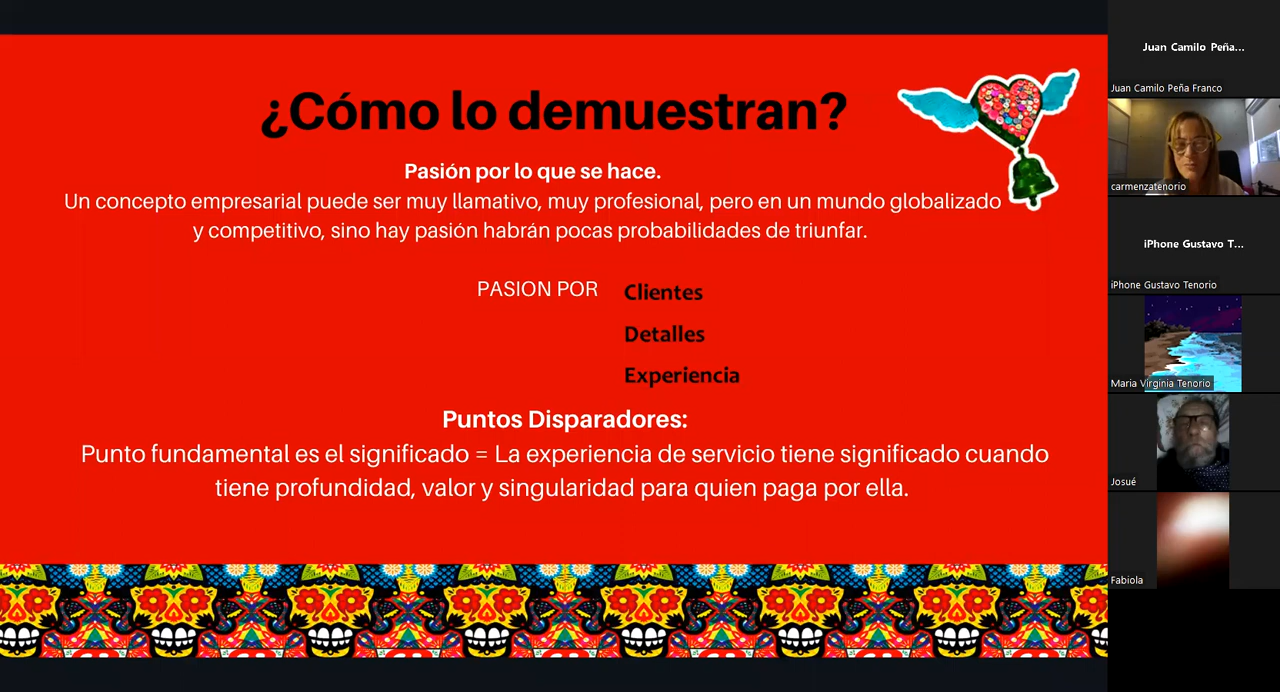 ¿Cómo lo demuestran?
Pasión por lo que se hace.
Un concepto empresarial puede ser muy llamativo, muy profesional, pero en un mundo globalizado
y competitivo, sino hay pasión habrán pocas probabilidades de triunfar.
PASION POR
Clientes
Detalles
Experiencia
Puntos Disparadores:
Punto fundamental es el significado = La experiencia de servicio tiene significado cuando
tiene profundidad, valor y singularidad para quien paga por ella.
Juan Camilo Peña...
Juan Camilo Peña Franco
carmenzatenorio
iPhone Gustavo T...
iPhone Gustavo Tenorio
Maria Virginia Tenorio
Josué
Fabiola